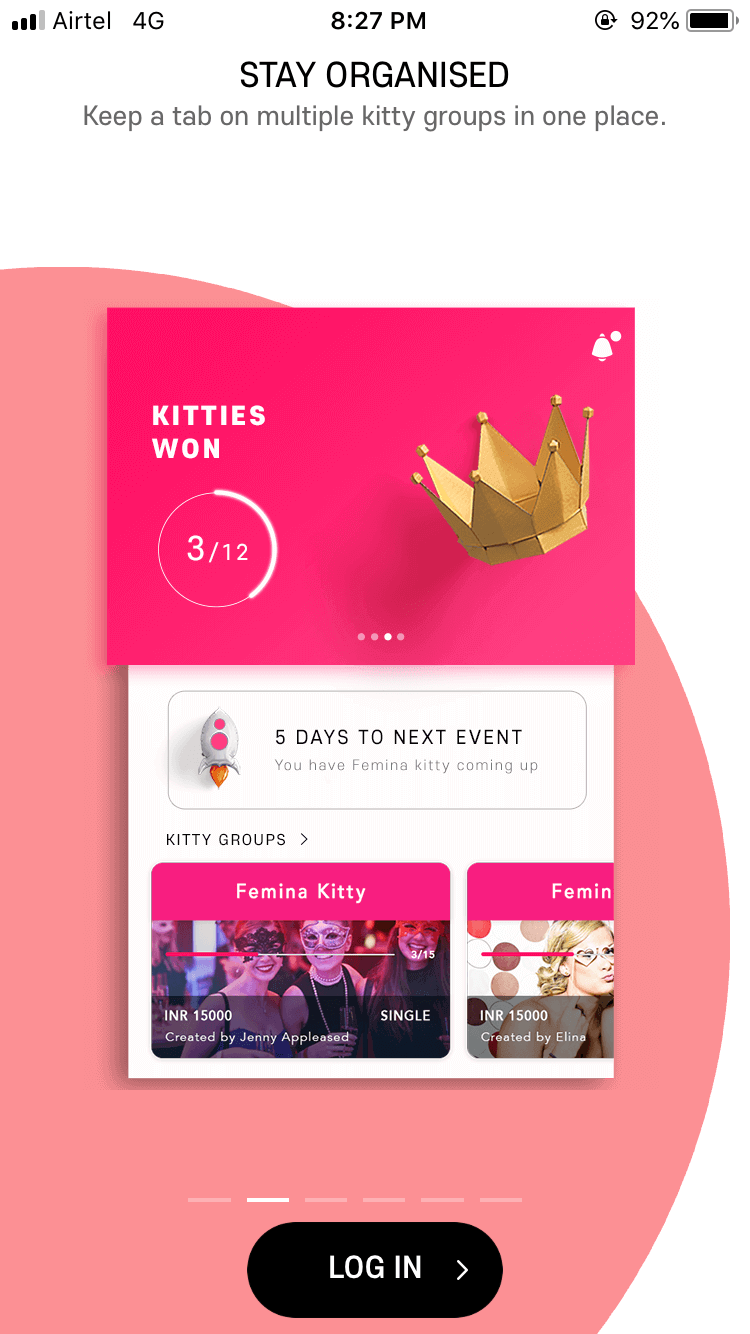 Airtel 4G 8:27 PM 92%
STAY ORGANISED
Keep a tab on multiple kitty groups in one place.
KITTIES
WON
3/12
5 DAYS TO NEXT EVENT
You have Femina kitty coming up
KITTY GROUPS >
Femina Kitty Femin
3/15
INR 15000 SINGLE INR 15000
Created by Jenny Appleased Created by Elina
LOG IN >